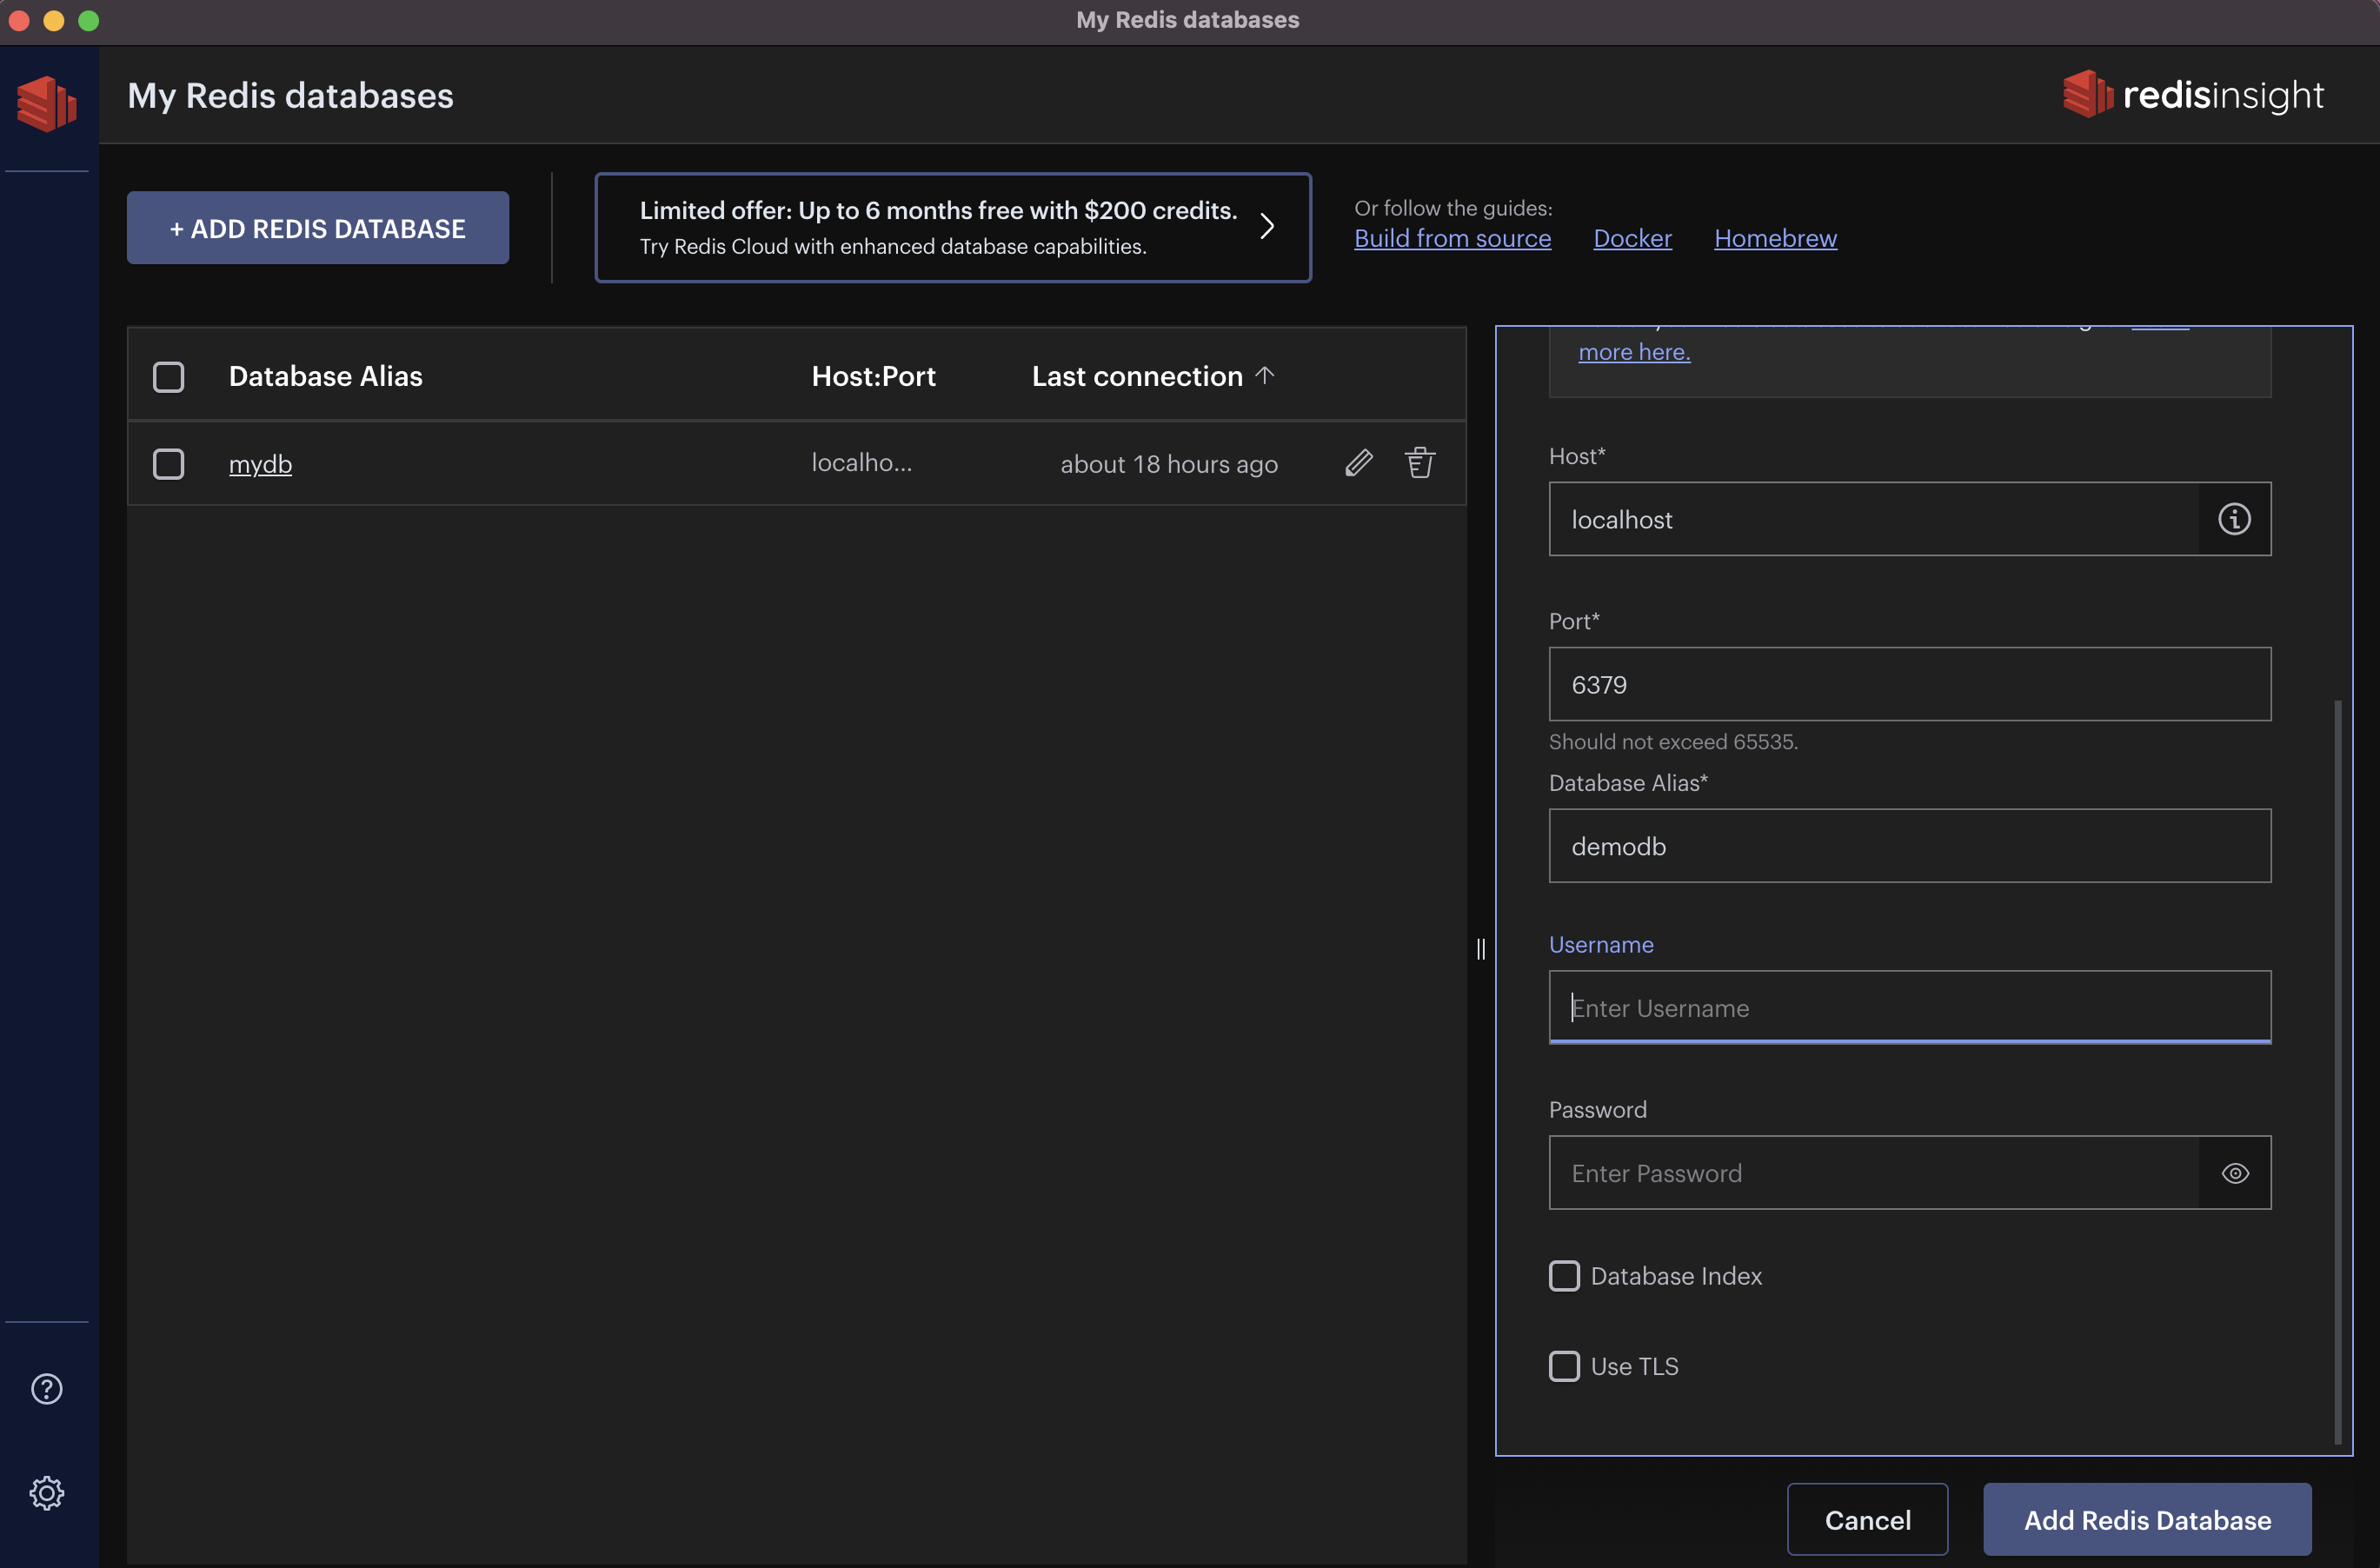 My Redis databases
My Redis databases
redisinsight
+ ADD REDIS DATABASE
Limited offer: Up to 6 months free with $200 credits.
Try Redis Cloud with enhanced database capabilities.
Or follow the guides:
Build from source Docker Homebrew
Database Alias Host:Port Last connection
mydb localho... about 18 hours ago
more here.
Host*
localhost
Port*
6379
Should not exceed 65535.
Database Alias*
demodb
Username
Enter Username
Password
Enter Password
Database Index
Use TLS
Cancel Add Redis Database